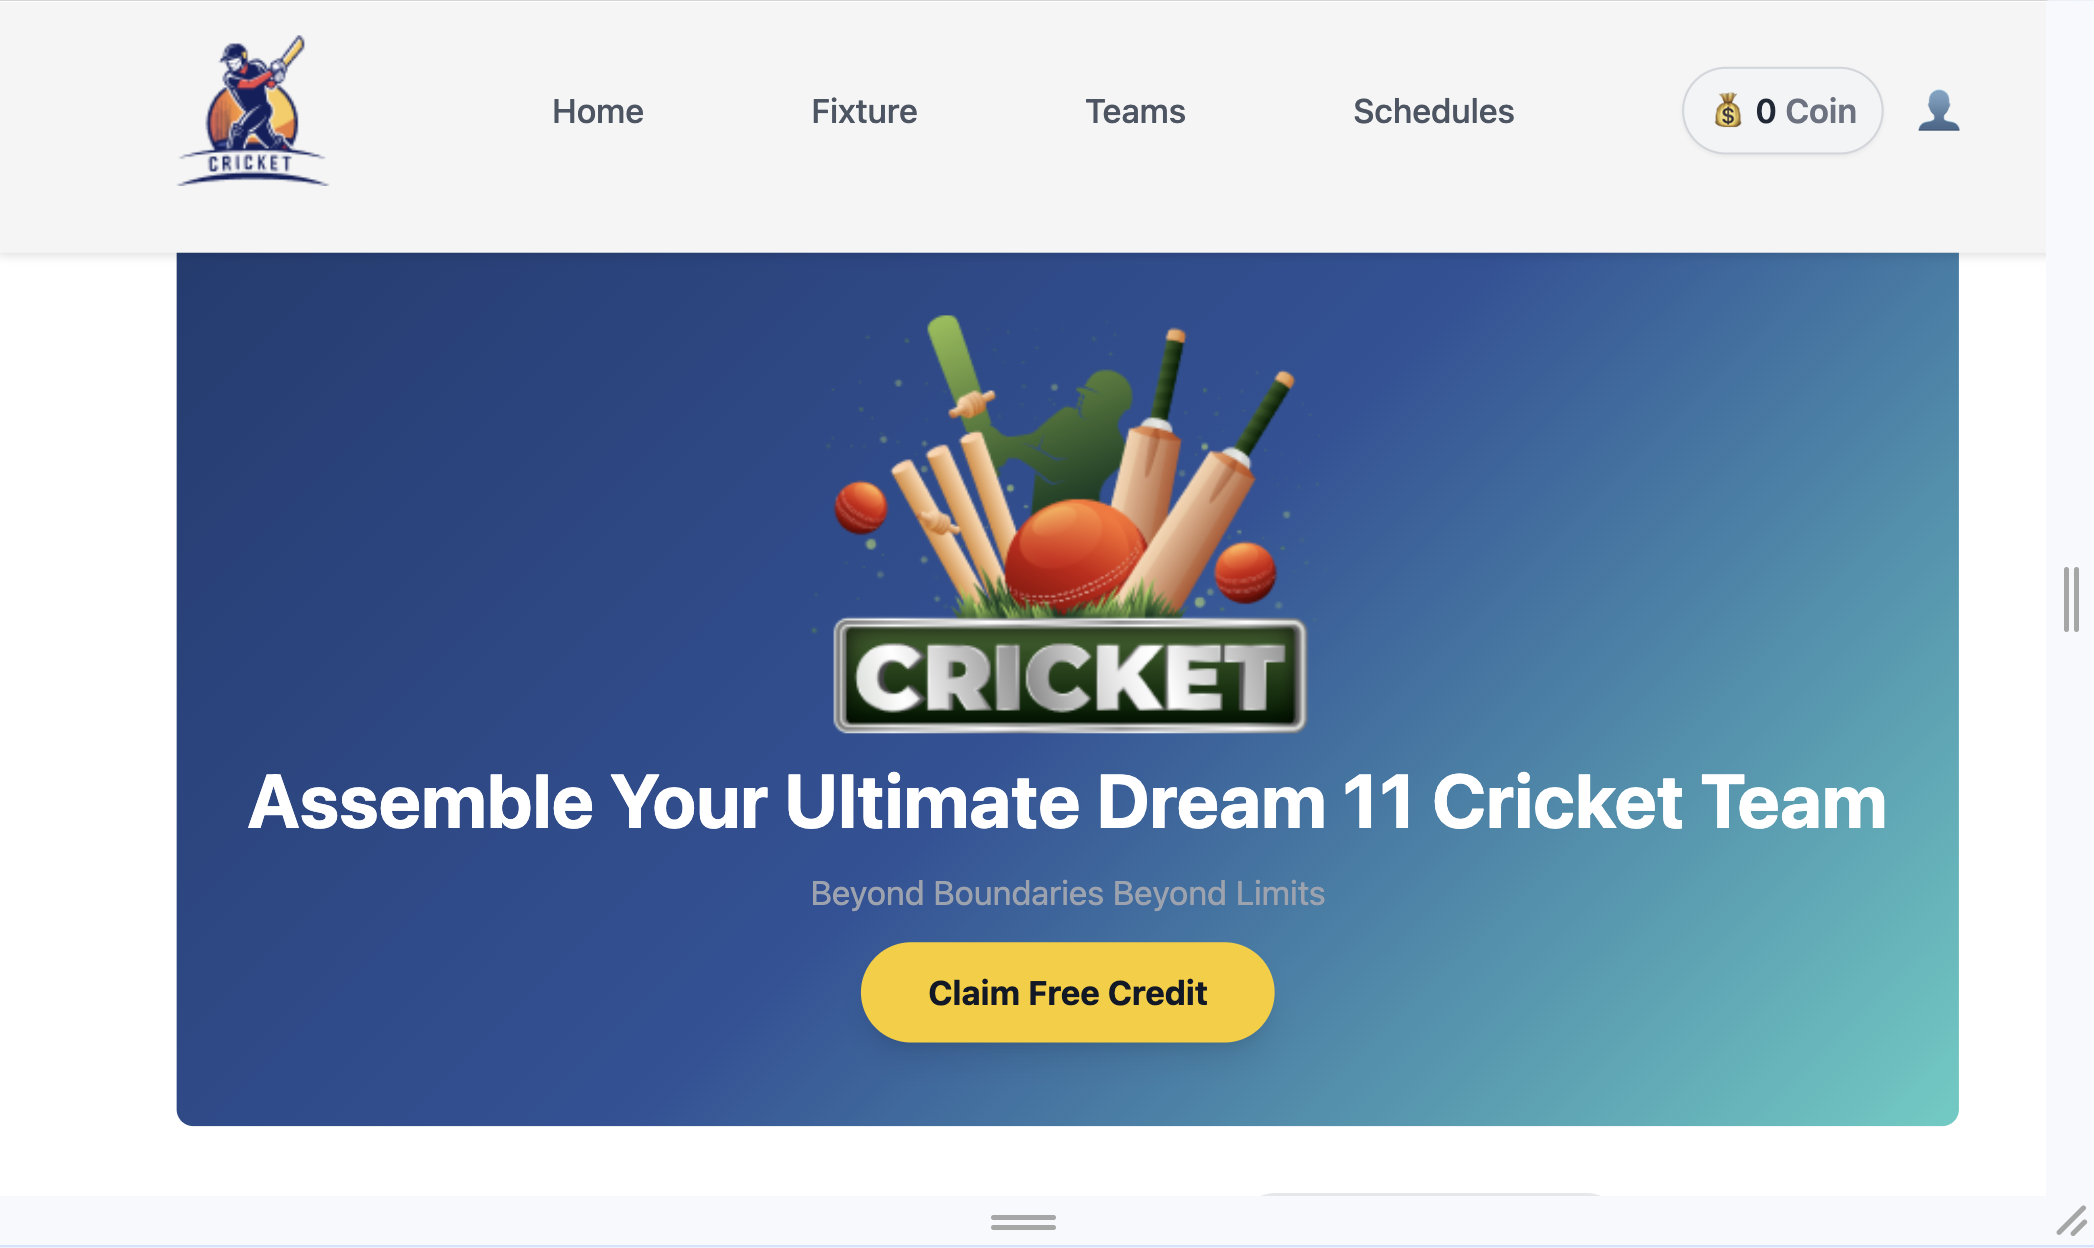 CRICKET
Home
Fixture
Teams
Schedules
0 Coin
CRICKET
Assemble Your Ultimate Dream 11 Cricket Team
Beyond Boundaries Beyond Limits
Claim Free Credit